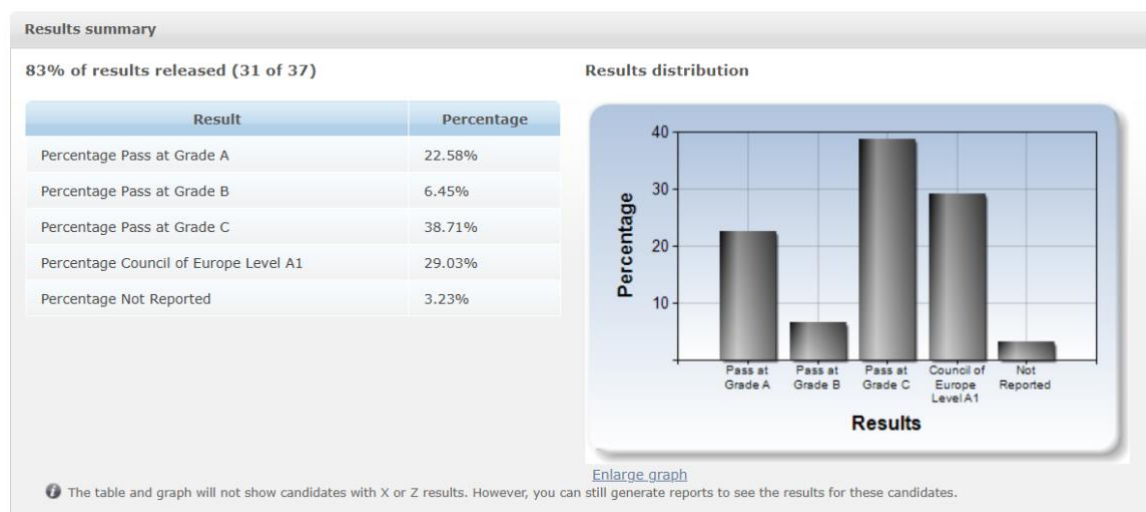 Results summary
83% of results released (31 of 37)
Result Percentage
Percentage Pass at Grade A 22.58%
Percentage Pass at Grade B 6.45%
Percentage Pass at Grade C 38.71%
Percentage Council of Europe Level A1 29.03%
Percentage Not Reported 3.23%
Results distribution
Percentage
40
30
20
10
Pass at
Grade A
Pass at
Grade B
Pass at
Grade C
Council of
Europe
Level A1
Not
Reported
Results
Enlarge graph
The table and graph will not show candidates with X or Z results. However, you can still generate reports to see the results for these candidates.